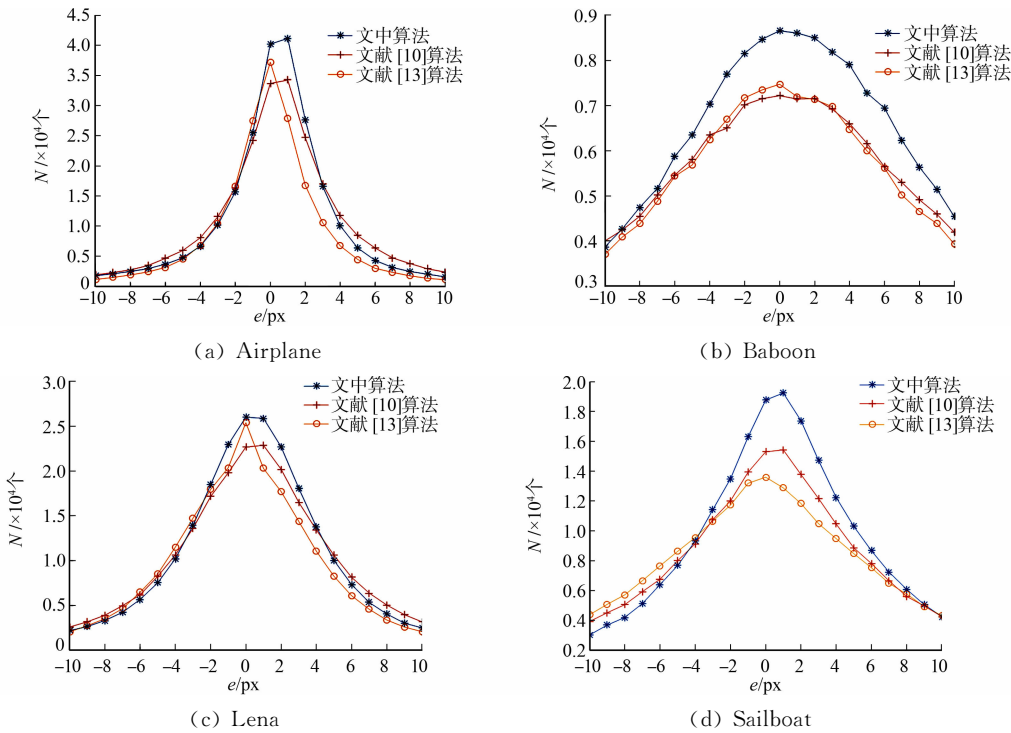 4.5
4.0
3.5
3.0
2.5
2.0
1.5
1.0
0.5
0
N/×10⁴个
文中算法
文献 [10]算法
文献 [13]算法
−10 −8 −6 −4 −2 0 2 4 6 8 10
e/px
(a) Airplane
0.9
0.8
0.7
0.6
0.5
0.4
0.3
N/×10⁴个
文中算法
文献 [10]算法
文献 [13]算法
−10 −8 −6 −4 −2 0 2 4 6 8 10
e/px
(b) Baboon
3.0
2.5
2.0
1.5
1.0
0.5
0
N/×10⁴个
文中算法
文献 [10]算法
文献 [13]算法
−10 −8 −6 −4 −2 0 2 4 6 8 10
e/px
(c) Lena
2.0
1.8
1.6
1.4
1.2
1.0
0.8
0.6
0.4
0.2
N/×10⁴个
文中算法
文献 [10]算法
文献 [13]算法
−10 −8 −6 −4 −2 0 2 4 6 8 10
e/px
(d) Sailboat